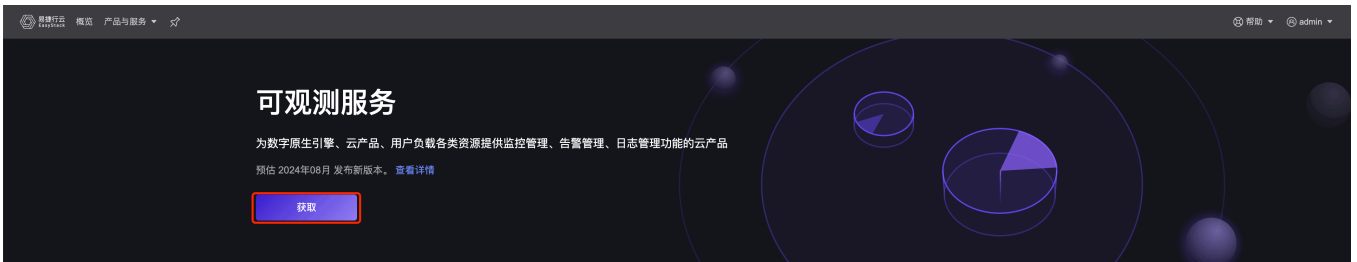 易捷行云 EasyStack 概览 产品与服务 帮助 admin
可观测服务
为数字原生引擎、云产品、用户负载各类资源提供监控管理、告警管理、日志管理功能的云产品
预估 2024年08月 发布新版本。 查看详情
获取